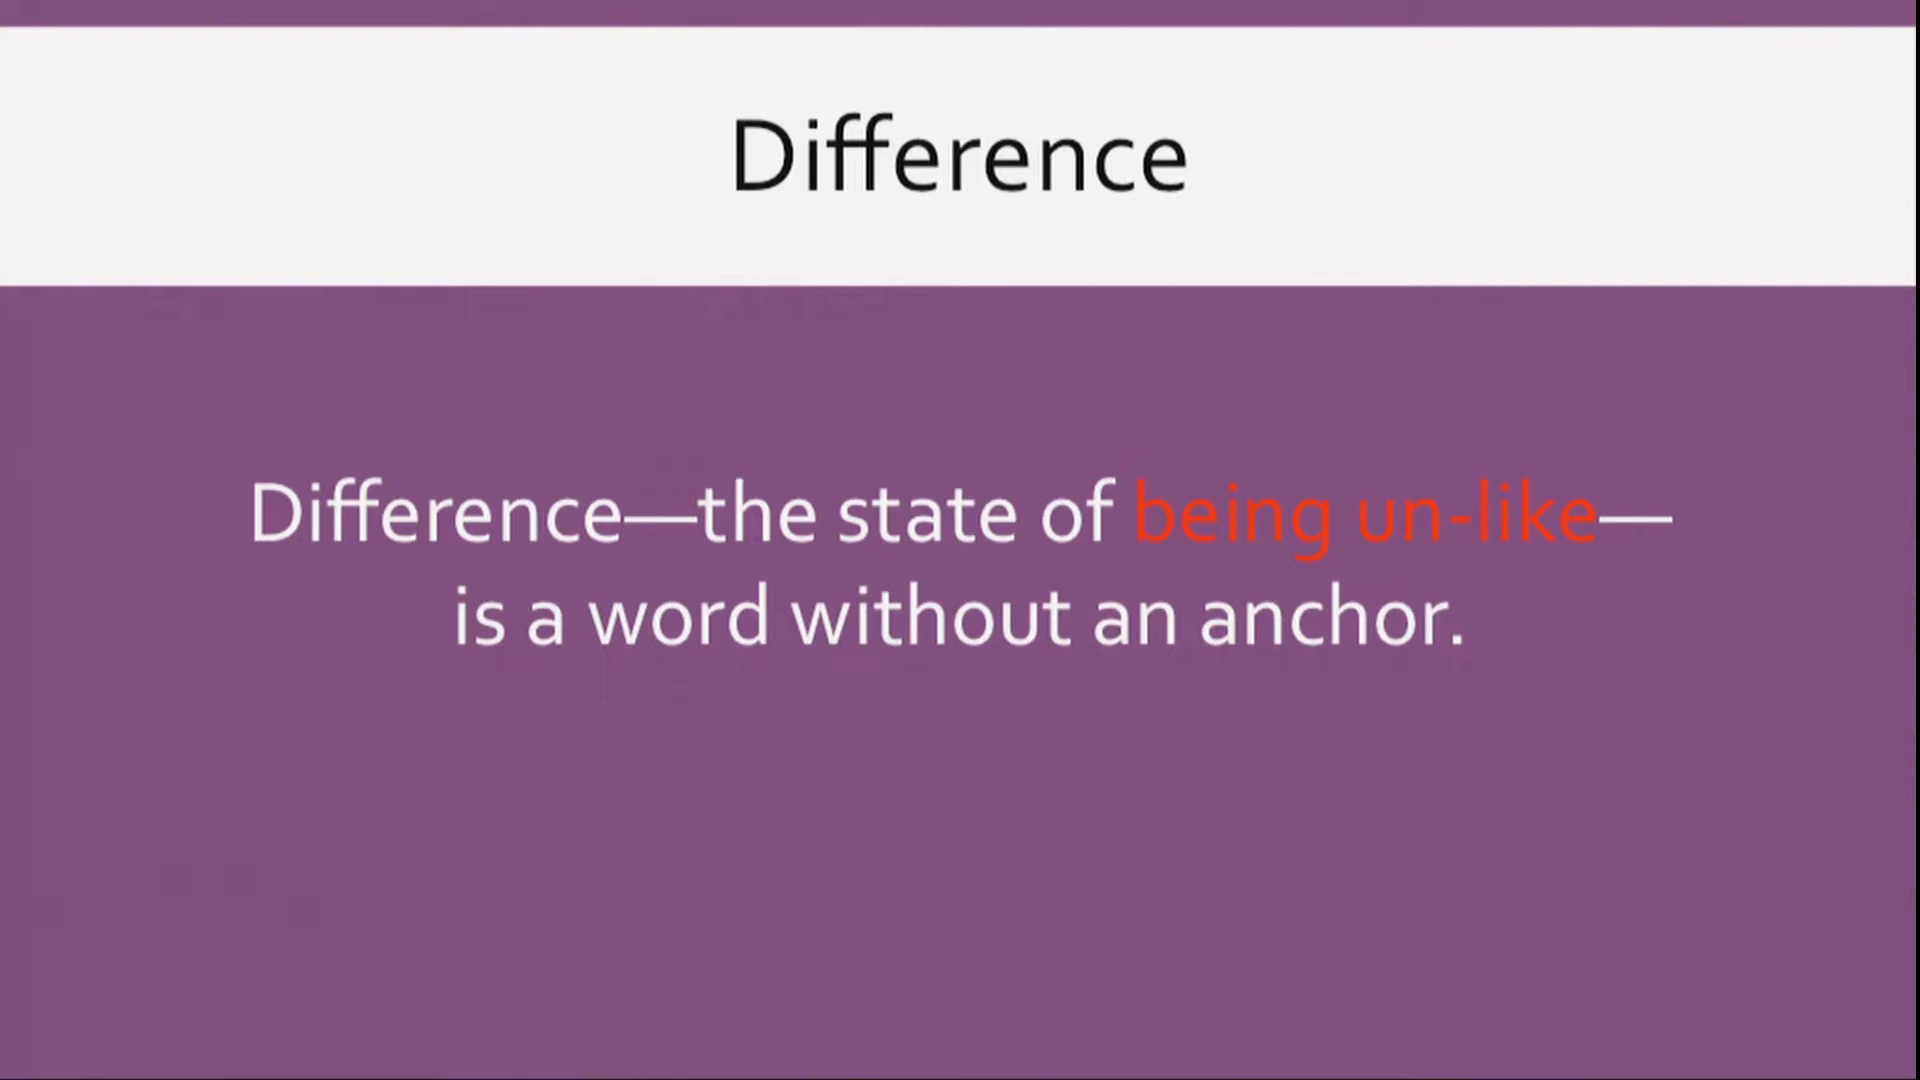 Difference
Difference—the state of being un-like—
is a word without an anchor.